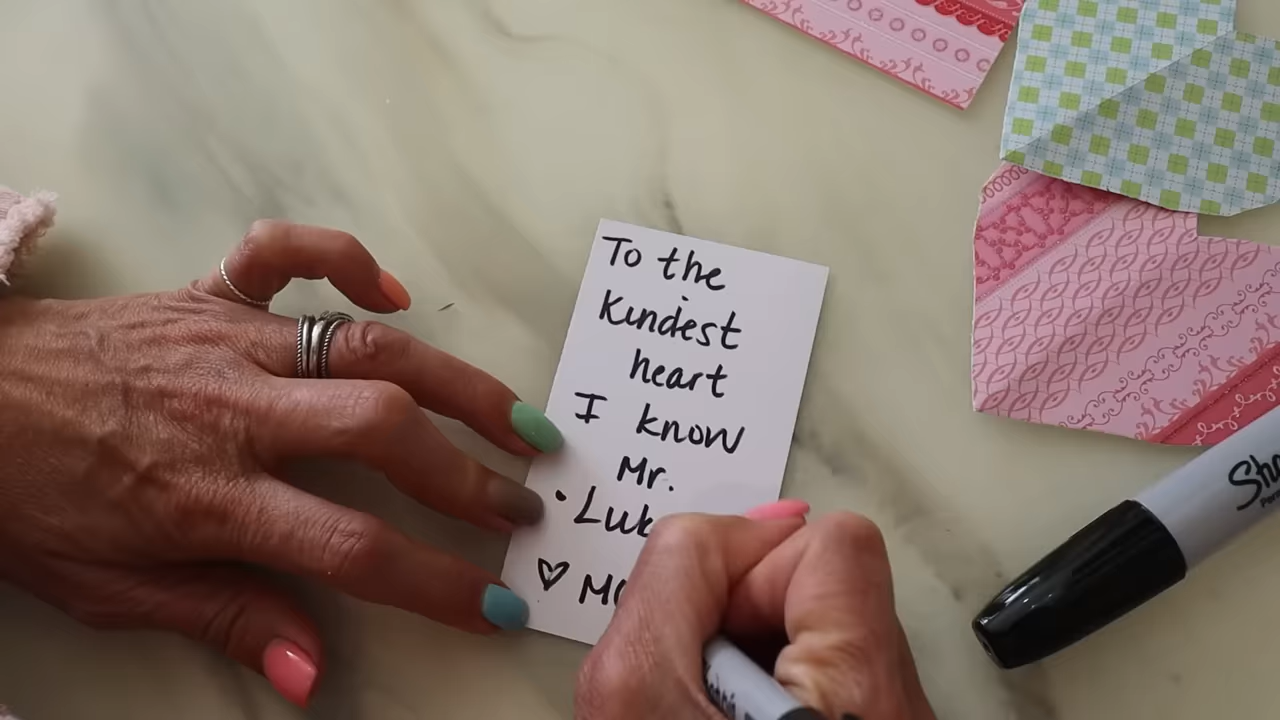 To the
kindest
heart
I know
Mr.
♡